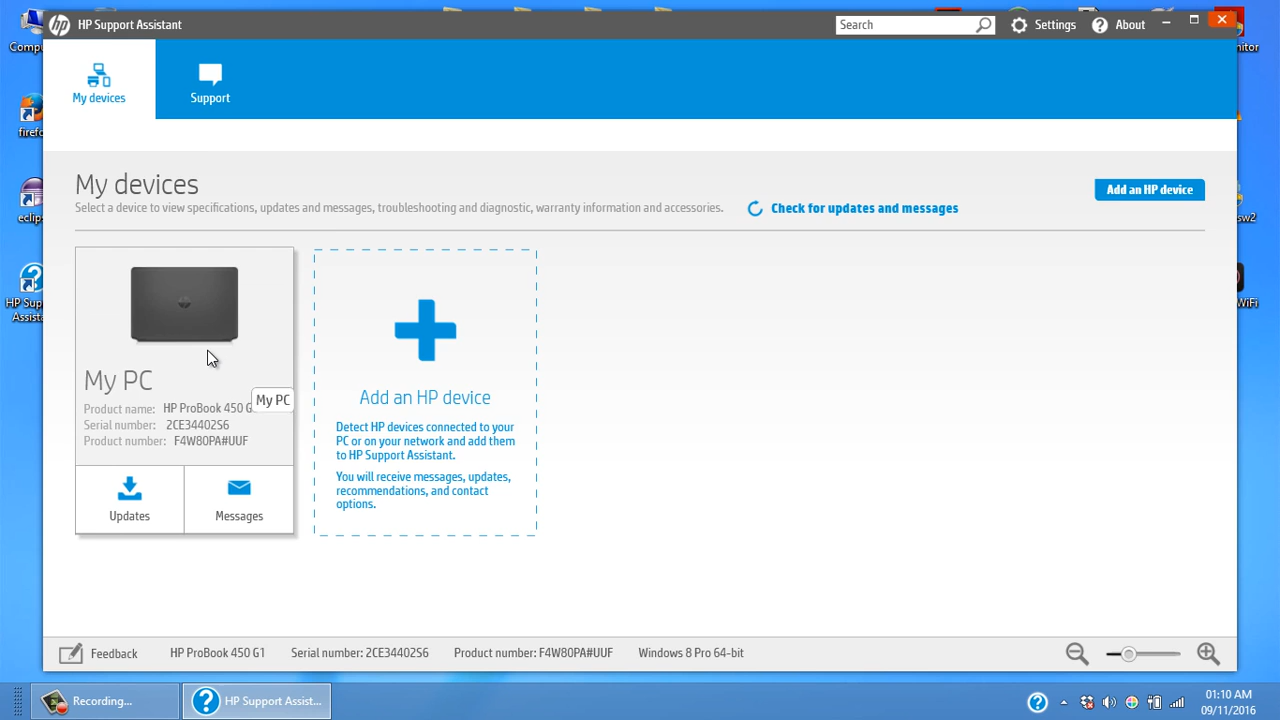 hp HP Support Assistant
Search
Settings
About
My devices
Support
My devices
Add an HP device
Select a device to view specifications, updates and messages, troubleshooting and diagnostic, warranty information and accessories.
Check for updates and messages
My PC
My PC
Product name: HP ProBook 450
Serial number: 2CE34402S6
Product number: F4W80PA#UUF
Updates
Messages
Add an HP device
Detect HP devices connected to your
PC or on your network and add them
to HP Support Assistant.
You will receive messages, updates,
recommendations, and contact
options.
Feedback
HP ProBook 450 G1
Serial number: 2CE34402S6
Product number: F4W80PA#UUF
Windows 8 Pro 64-bit
Recording...
HP Support Assist...
01:10 AM
09/11/2016